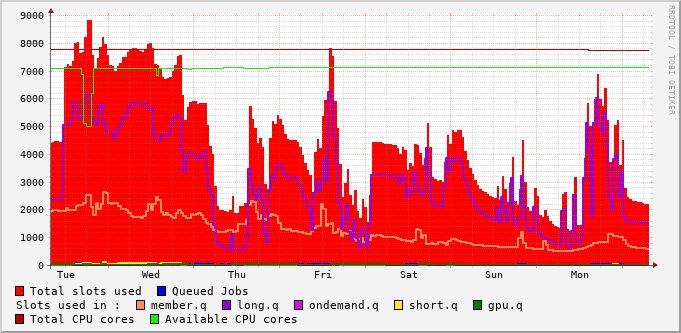 9000
8000
7000
6000
5000
4000
3000
2000
1000
0
Tue Wed Thu Fri Sat Sun Mon
RRDTOOL / TOBI OETIKER
Total slots used Queued Jobs
Slots used in : member.q long.q ondemand.q short.q gpu.q
Total CPU cores Available CPU cores